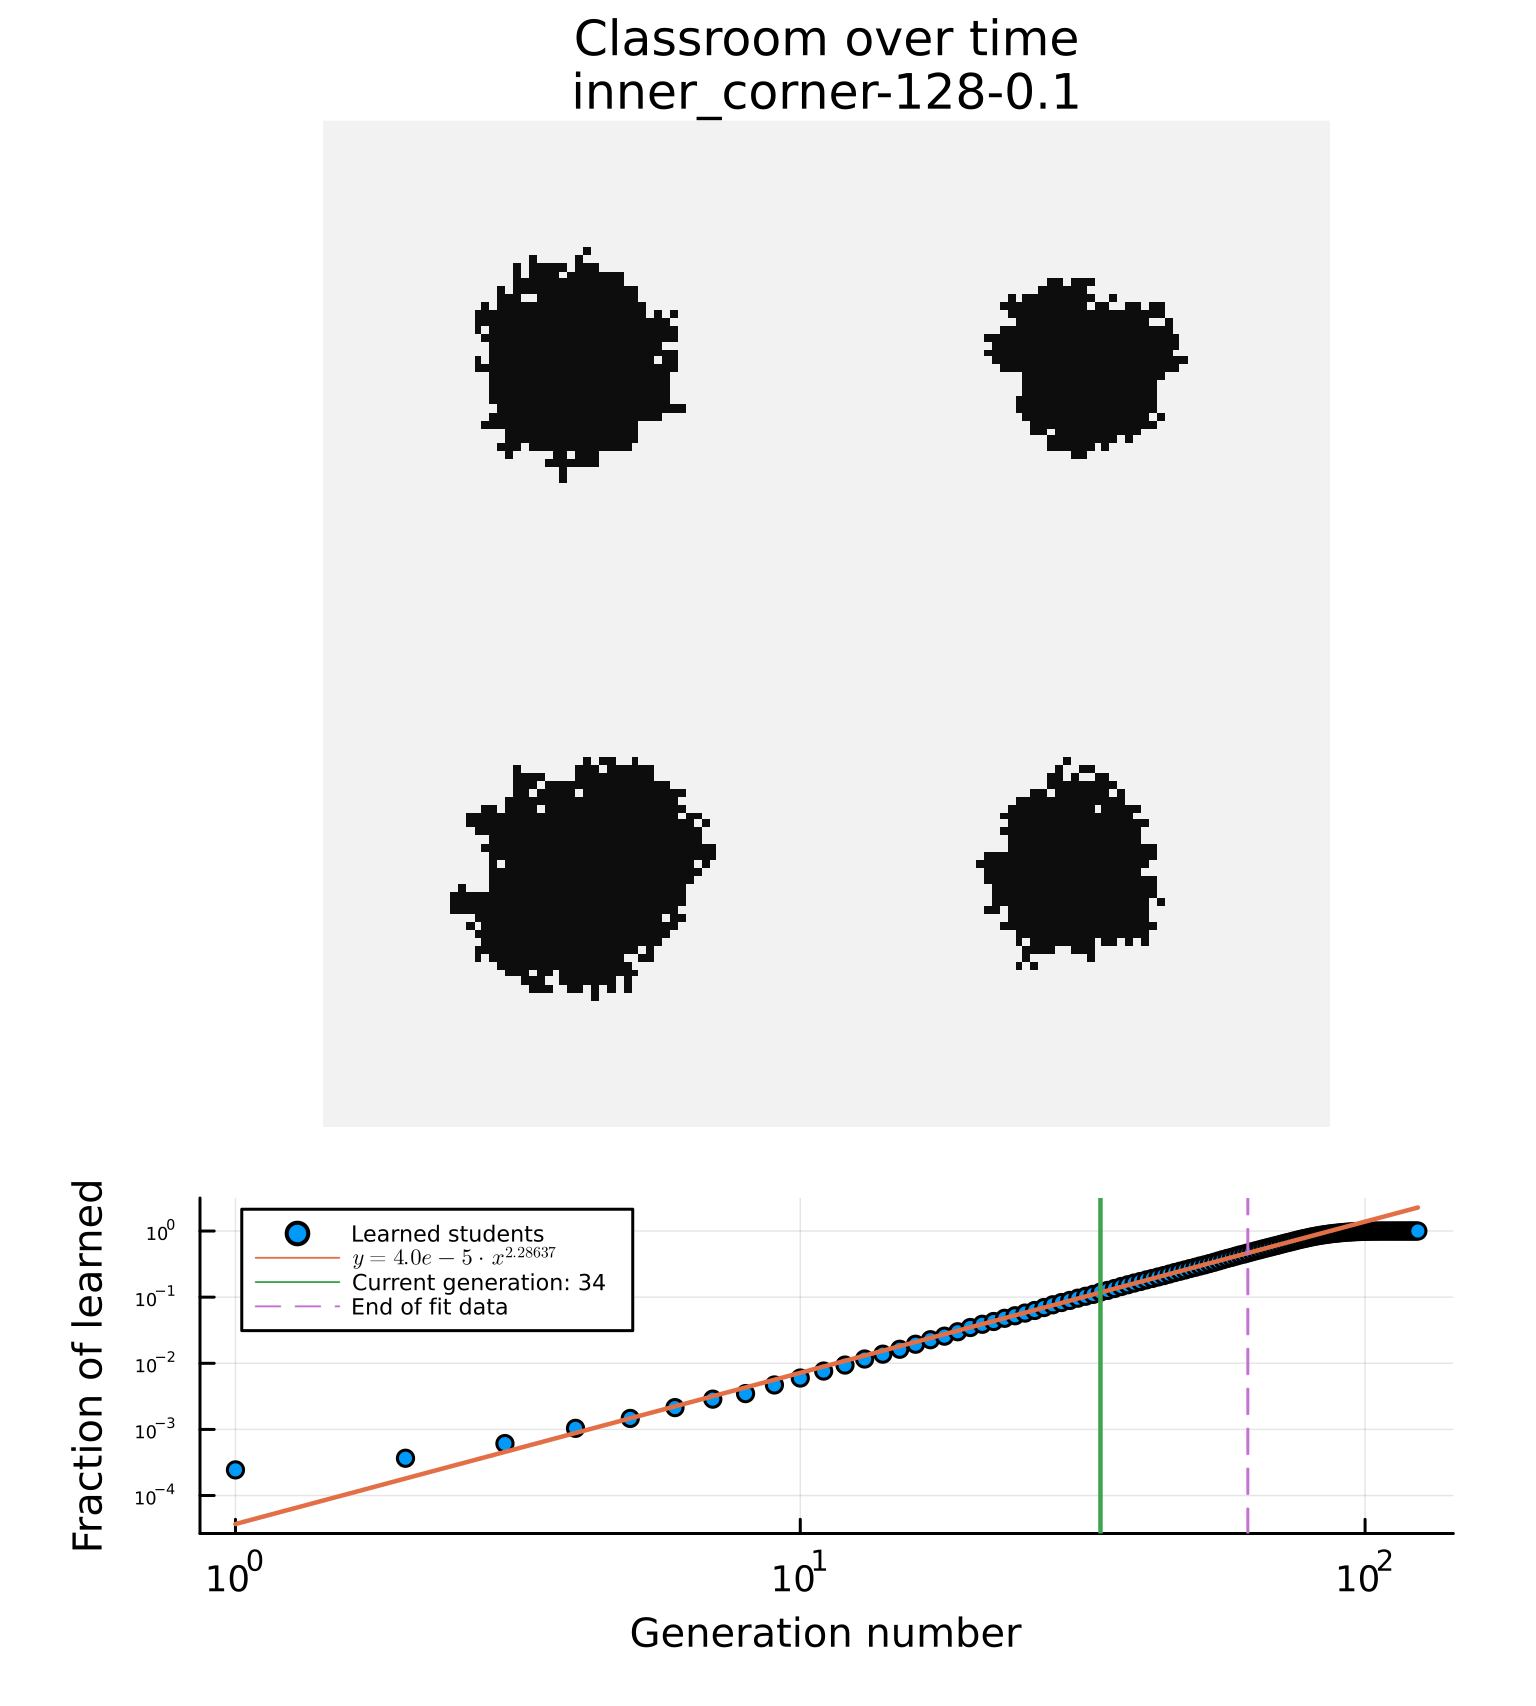 Classroom over time
inner_corner-128-0.1
Fraction of learned
10^0
10^-1
10^-2
10^-3
10^-4
Learned students
y = 4.0e − 5 · x^2.28637
Current generation: 34
End of fit data
10^0 10^1 10^2
Generation number